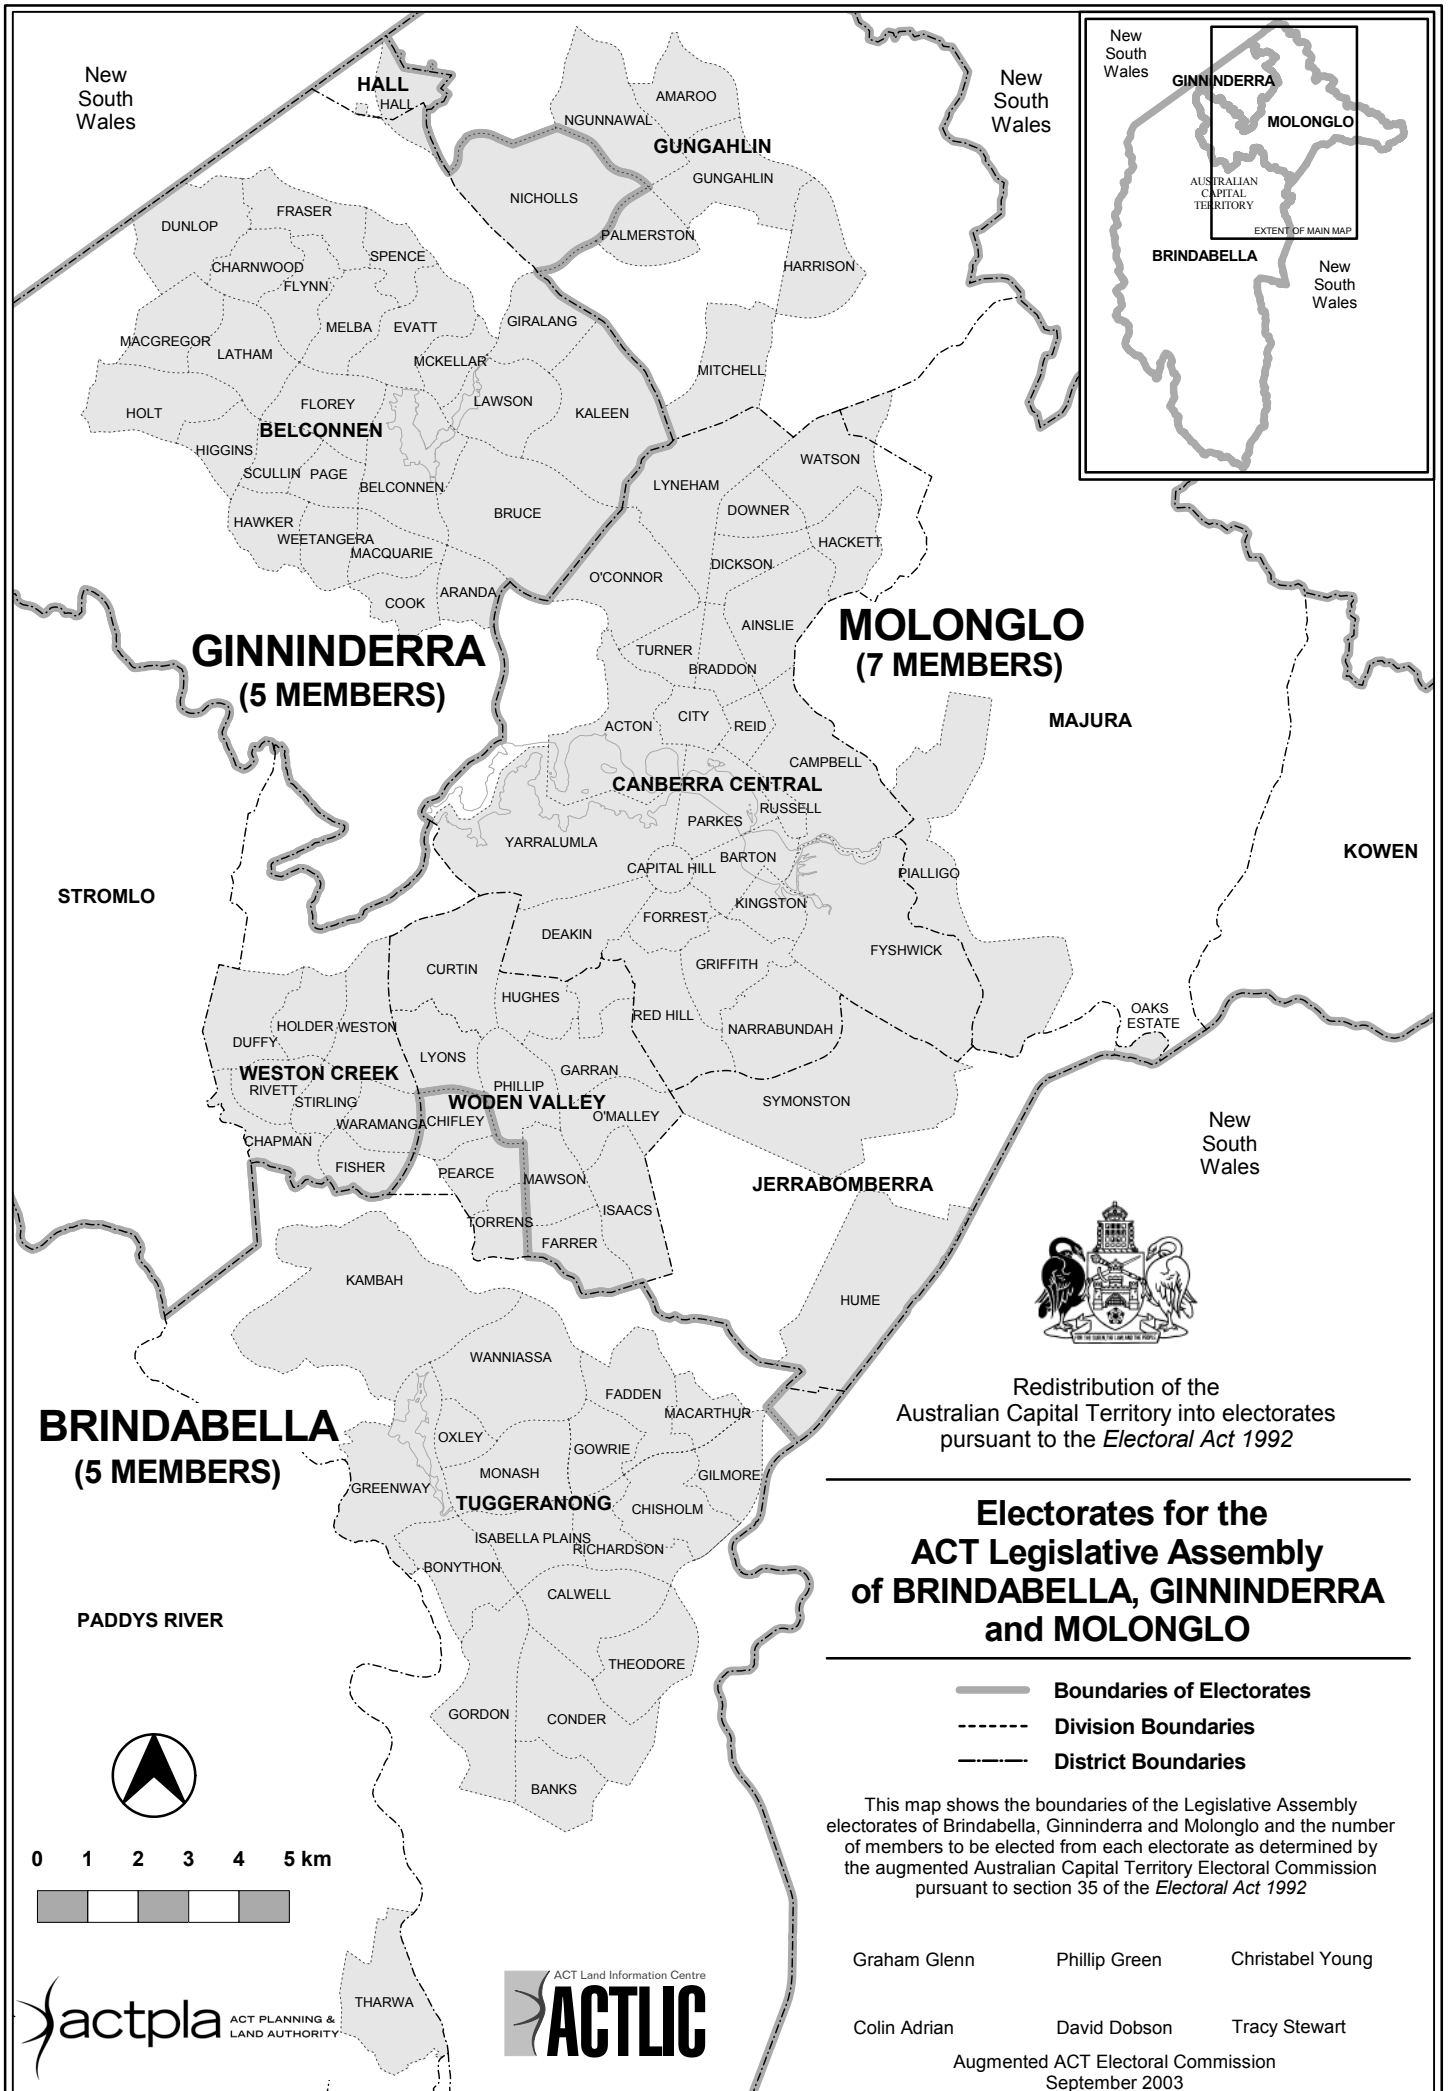 New
South
Wales
HALL
HALL
NGUNNAWAL
AMAROO
GUNGAHLIN
GUNGAHLIN
NICHOLLS
PALMERSTON
HARRISON
MITCHELL
New
South
Wales
New
South
Wales
GINNINDERRA
MOLONGLO
AUSTRALIAN
CAPITAL
TERRITORY
EXTENT OF MAIN MAP
BRINDABELLA
New
South
Wales
DUNLOP
FRASER
SPENCE
CHARNWOOD
FLYNN
MACGREGOR
LATHAM
MELBA
EVATT
GIRALANG
MCKELLAR
LAWSON
KALEEN
HOLT
FLOREY
BELCONNEN
HIGGINS
SCULLIN
PAGE
BELCONNEN
BRUCE
HAWKER
WEETANGERA
MACQUARIE
COOK
ARANDA
GINNINDERRA
(5 MEMBERS)
WATSON
LYNEHAM
DOWNER
HACKETT
DICKSON
O'CONNOR
AINSLIE
TURNER
BRADDON
MOLONGLO
(7 MEMBERS)
ACTON
CITY
REID
CAMPBELL
MAJURA
CANBERRA CENTRAL
RUSSELL
PARKES
YARRALUMLA
BARTON
CAPITAL HILL
PIALLIGO
KOWEN
STROMLO
KINGSTON
FORREST
DEAKIN
GRIFFITH
FYSHWICK
CURTIN
HUGHES
RED HILL
NARRABUNDAH
OAKS
ESTATE
HOLDER
WESTON
DUFFY
LYONS
WESTON CREEK
GARRAN
RIVETT
STIRLING
PHILLIP
WODEN VALLEY
O'MALLEY
SYMONSTON
WARAMANGA
CHIFLEY
CHAPMAN
FISHER
PEARCE
MAWSON
JERRABOMBERRA
TORRENS
ISAACS
FARRER
New
South
Wales
KAMBAH
HUME
FOR THE QUEEN, THE LAW AND THE PEOPLE
WANNIASSA
FADDEN
MACARTHUR
BRINDABELLA
(5 MEMBERS)
OXLEY
GOWRIE
MONASH
GILMORE
GREENWAY
TUGGERANONG
CHISHOLM
ISABELLA PLAINS
RICHARDSON
BONYTHON
CALWELL
PADDYS RIVER
THEODORE
GORDON
CONDER
BANKS
THARWA
Redistribution of the
Australian Capital Territory into electorates
pursuant to the Electoral Act 1992
Electorates for the
ACT Legislative Assembly
of BRINDABELLA, GINNINDERRA
and MOLONGLO
Boundaries of Electorates
Division Boundaries
District Boundaries
This map shows the boundaries of the Legislative Assembly
electorates of Brindabella, Ginninderra and Molonglo and the number
of members to be elected from each electorate as determined by
the augmented Australian Capital Territory Electoral Commission
pursuant to section 35 of the Electoral Act 1992
Graham Glenn
Phillip Green
Christabel Young
Colin Adrian
David Dobson
Tracy Stewart
Augmented ACT Electoral Commission
September 2003
0 1 2 3 4 5 km
actpla
ACT PLANNING &
LAND AUTHORITY
ACT Land Information Centre
ACTLIC